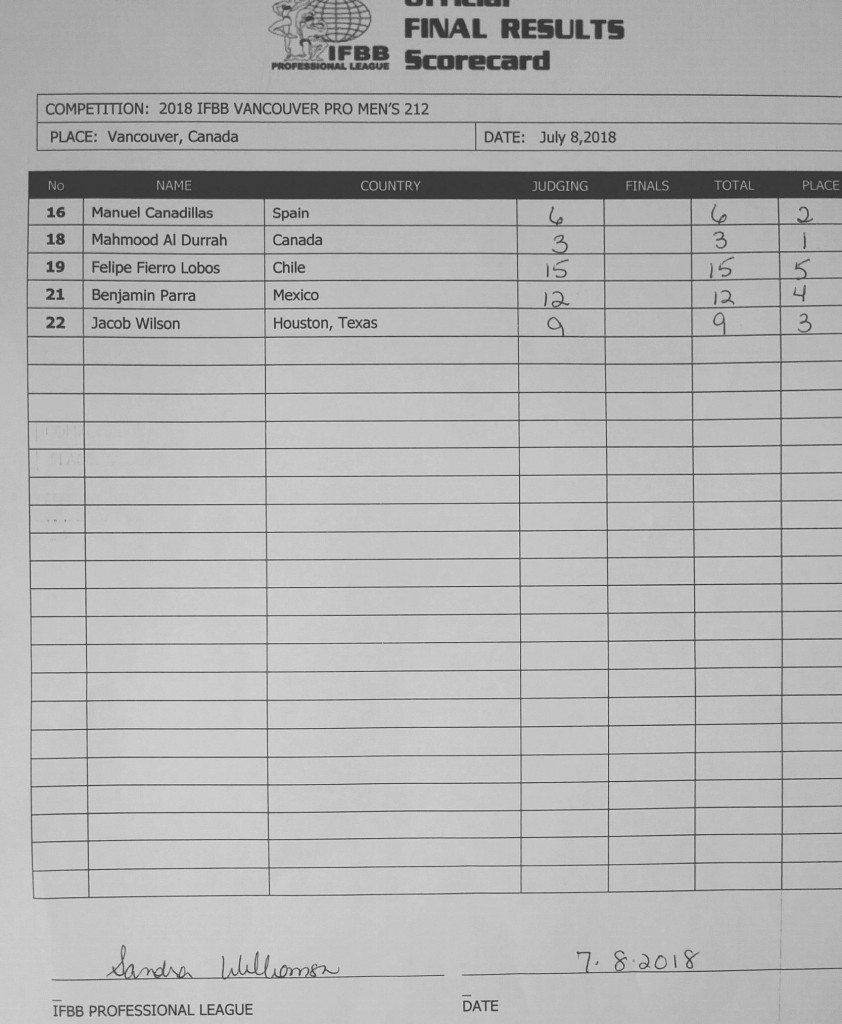 Official
FINAL RESULTS
IFBB
PROFESSIONAL LEAGUE
Scorecard
COMPETITION: 2018 IFBB VANCOUVER PRO MEN'S 212
PLACE: Vancouver, Canada DATE: July 8,2018
No NAME COUNTRY JUDGING FINALS TOTAL PLACE
16 Manuel Canadillas Spain 6 6 2
18 Mahmood Al Durrah Canada 3 3 1
19 Felipe Fierro Lobos Chile 15 15 5
21 Benjamin Parra Mexico 12 12 4
22 Jacob Wilson Houston, Texas 9 9 3
Sandra Williamson 7.8.2018
IFBB PROFESSIONAL LEAGUE DATE